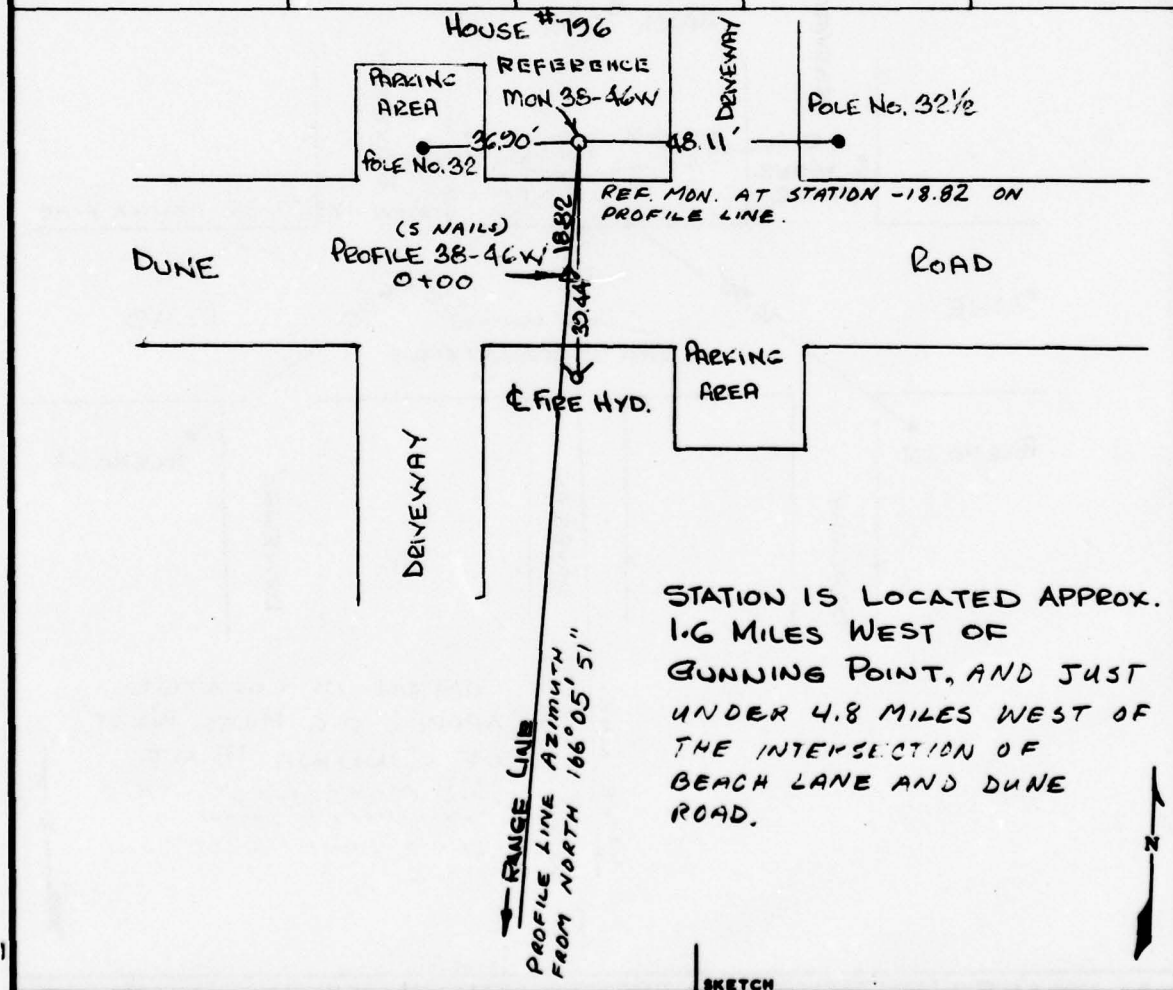 HOUSE #796
PARKING
AREA
REFERENCE
MON. 38-46W
DRIVEWAY
POLE No. 32½
36.90'
48.11'
POLE No. 32
REF. MON. AT STATION -18.82 ON
PROFILE LINE.
18.82
(5 NAILS)
PROFILE 38-46W
0+00
DUNE
ROAD
39.44'
PARKING
AREA
℄ FIRE HYD.
DRIVEWAY
STATION IS LOCATED APPROX.
1.6 MILES WEST OF
GUNNING POINT, AND JUST
UNDER 4.8 MILES WEST OF
THE INTERSECTION OF
BEACH LANE AND DUNE
ROAD.
RANGE LINE
PROFILE LINE AZIMUTH
FROM NORTH 166°05'51"
N
SKETCH